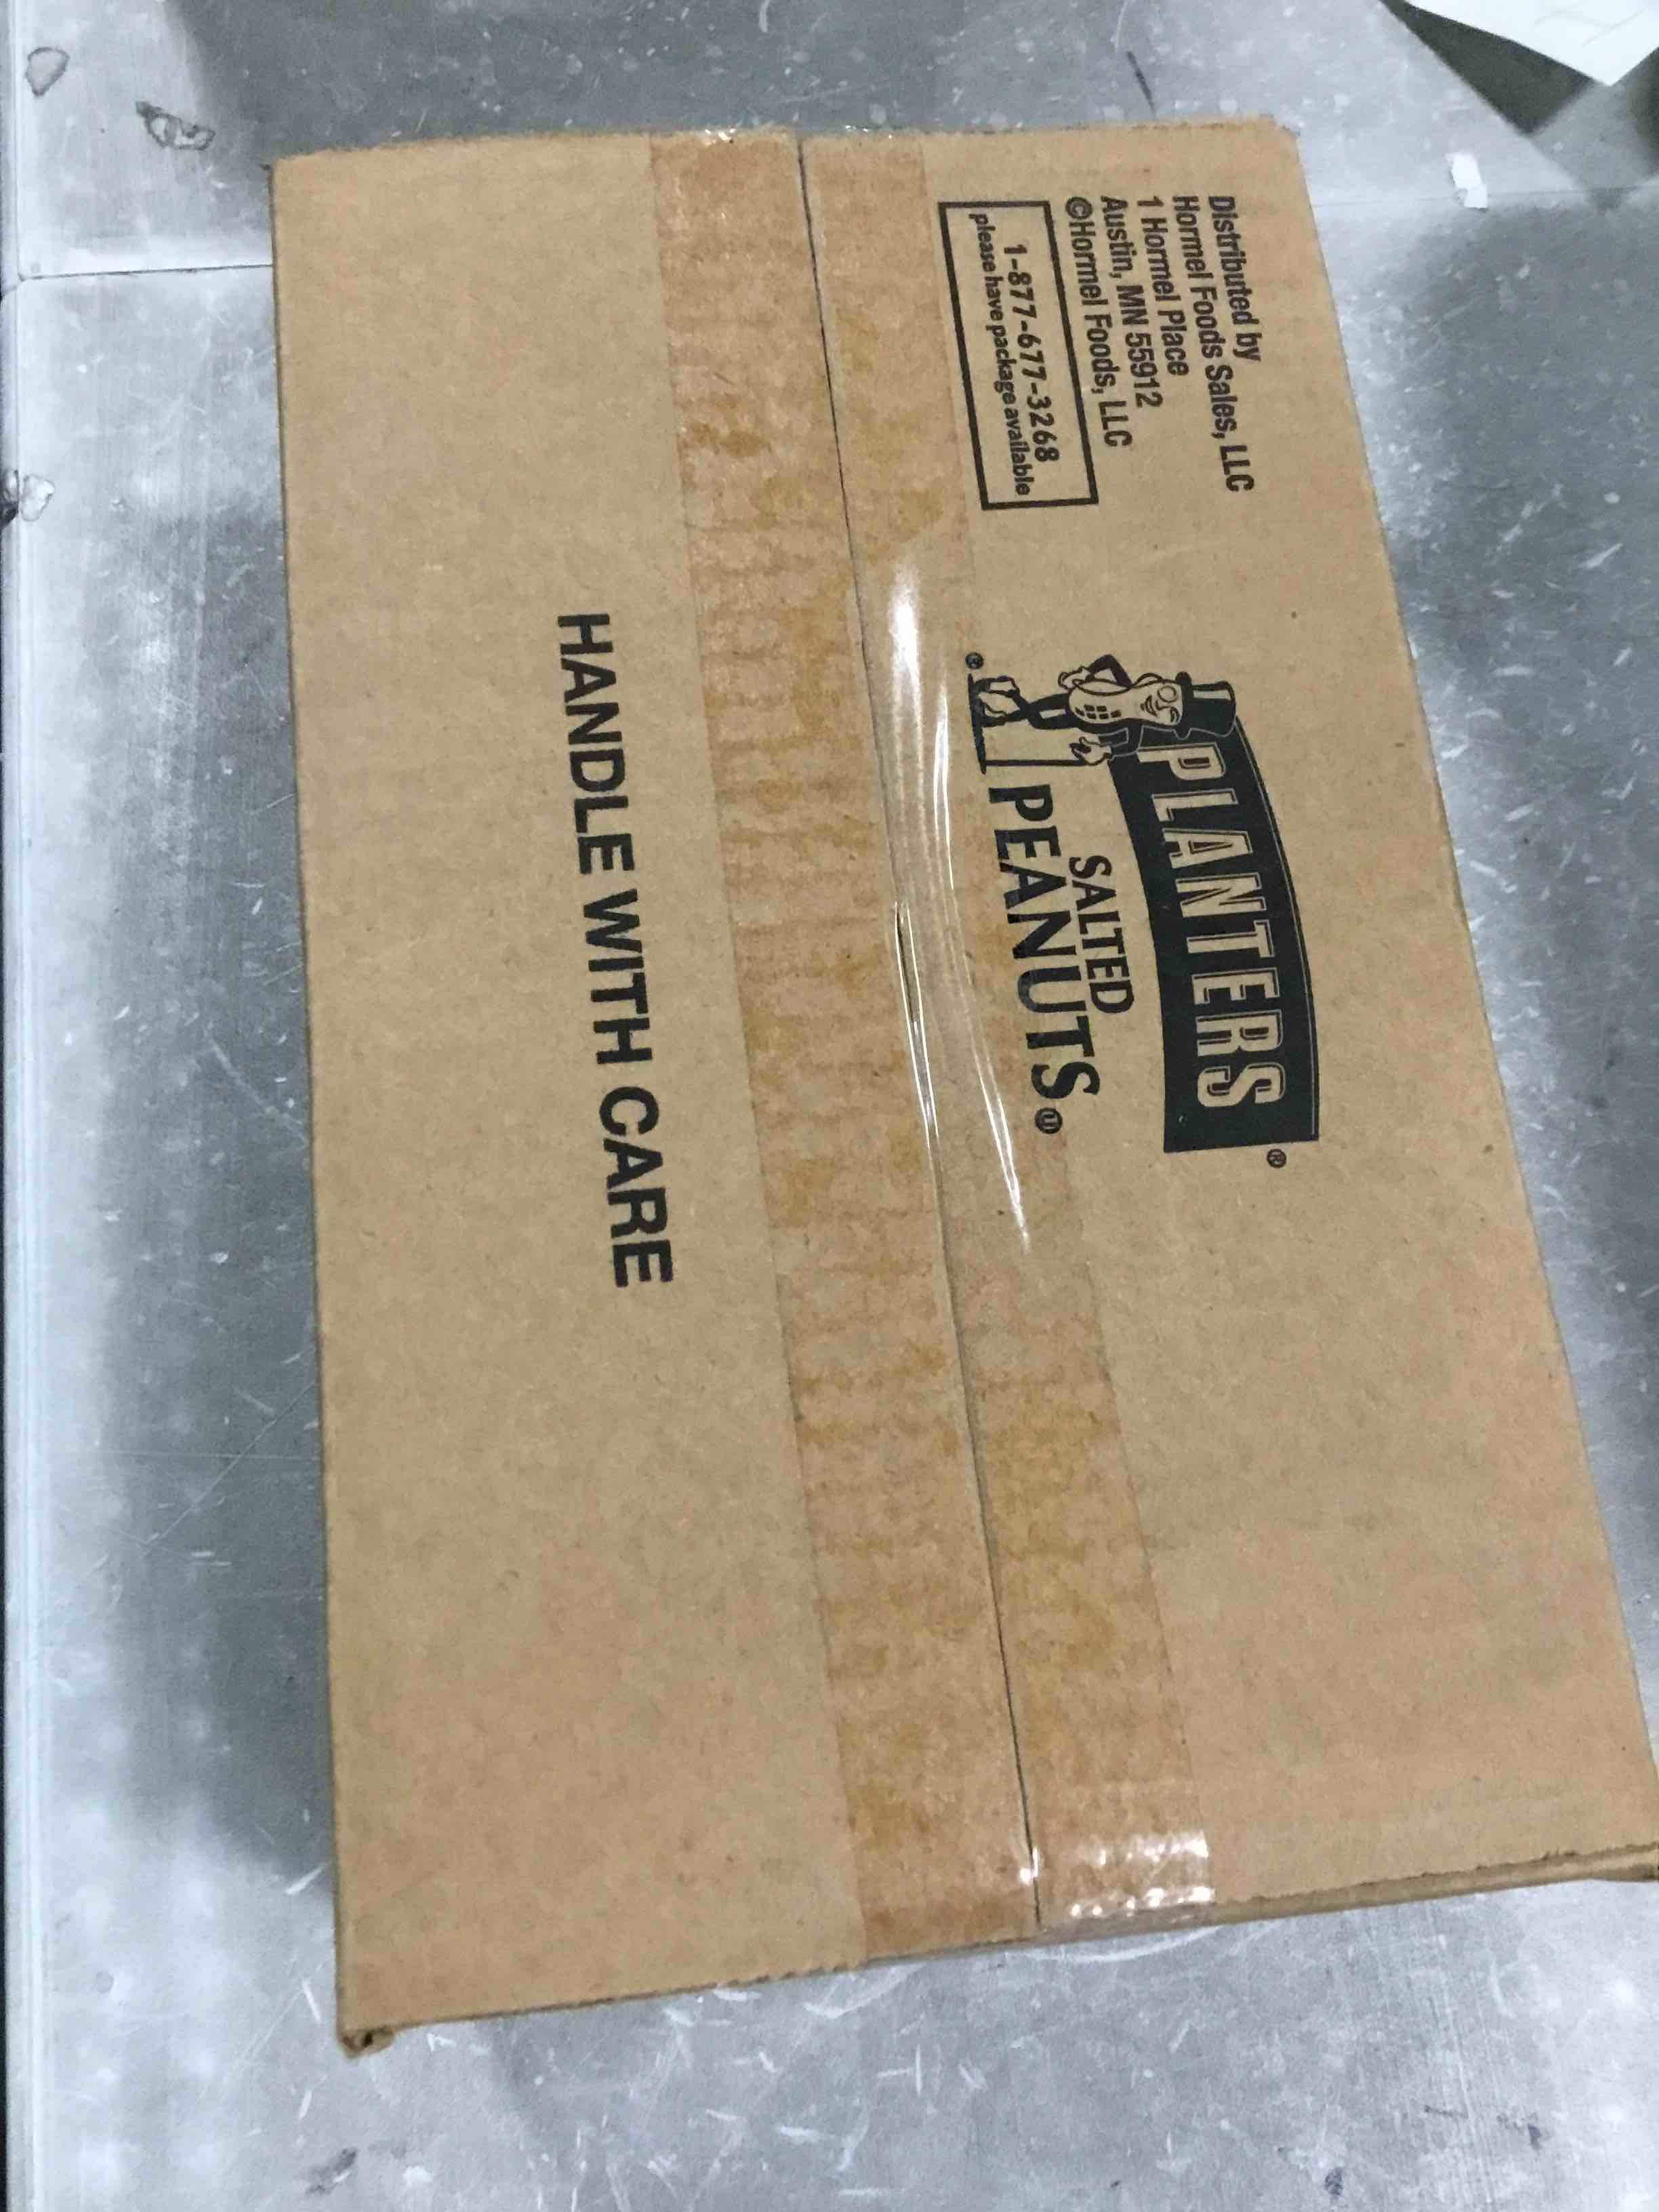 Distributed by
Hormel Foods Sales, LLC
1 Hormel Place
Austin, MN 55912
©Hormel Foods, LLC
1-877-677-3268
please have package available
PLANTERS®
SALTED
PEANUTS Ⓤ
®
HANDLE WITH CARE